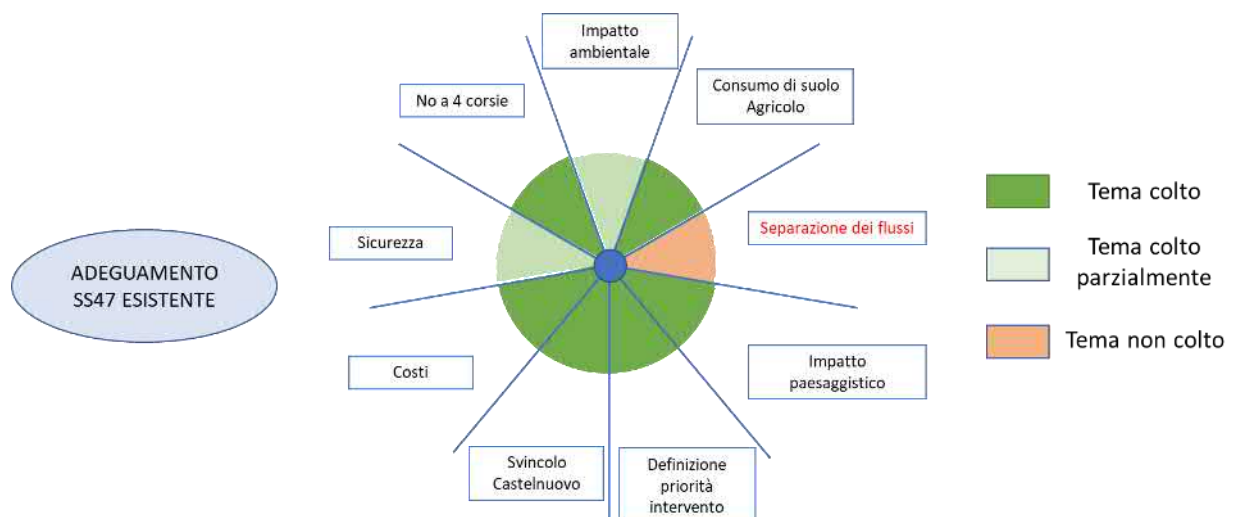 Impatto
ambientale
No a 4 corsie
Consumo di suolo
Agricolo
Sicurezza
Separazione dei flussi
ADEGUAMENTO
SS47 ESISTENTE
Costi
Impatto
paesaggistico
Svincolo
Castelnuovo
Definizione
priorità
intervento
Tema colto
Tema colto
parzialmente
Tema non colto